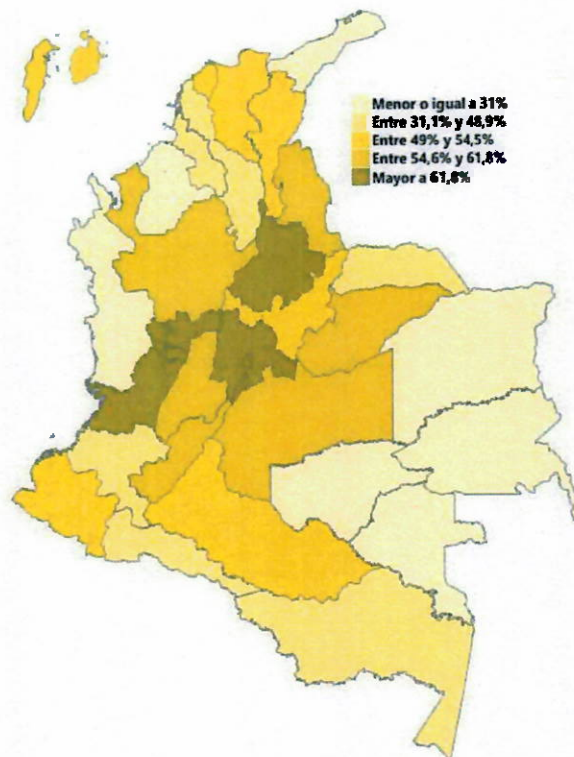 Menor o igual a 31%
Entre 31,1% y 48,9%
Entre 49% y 54,5%
Entre 54,6% y 61,8%
Mayor a 61,8%